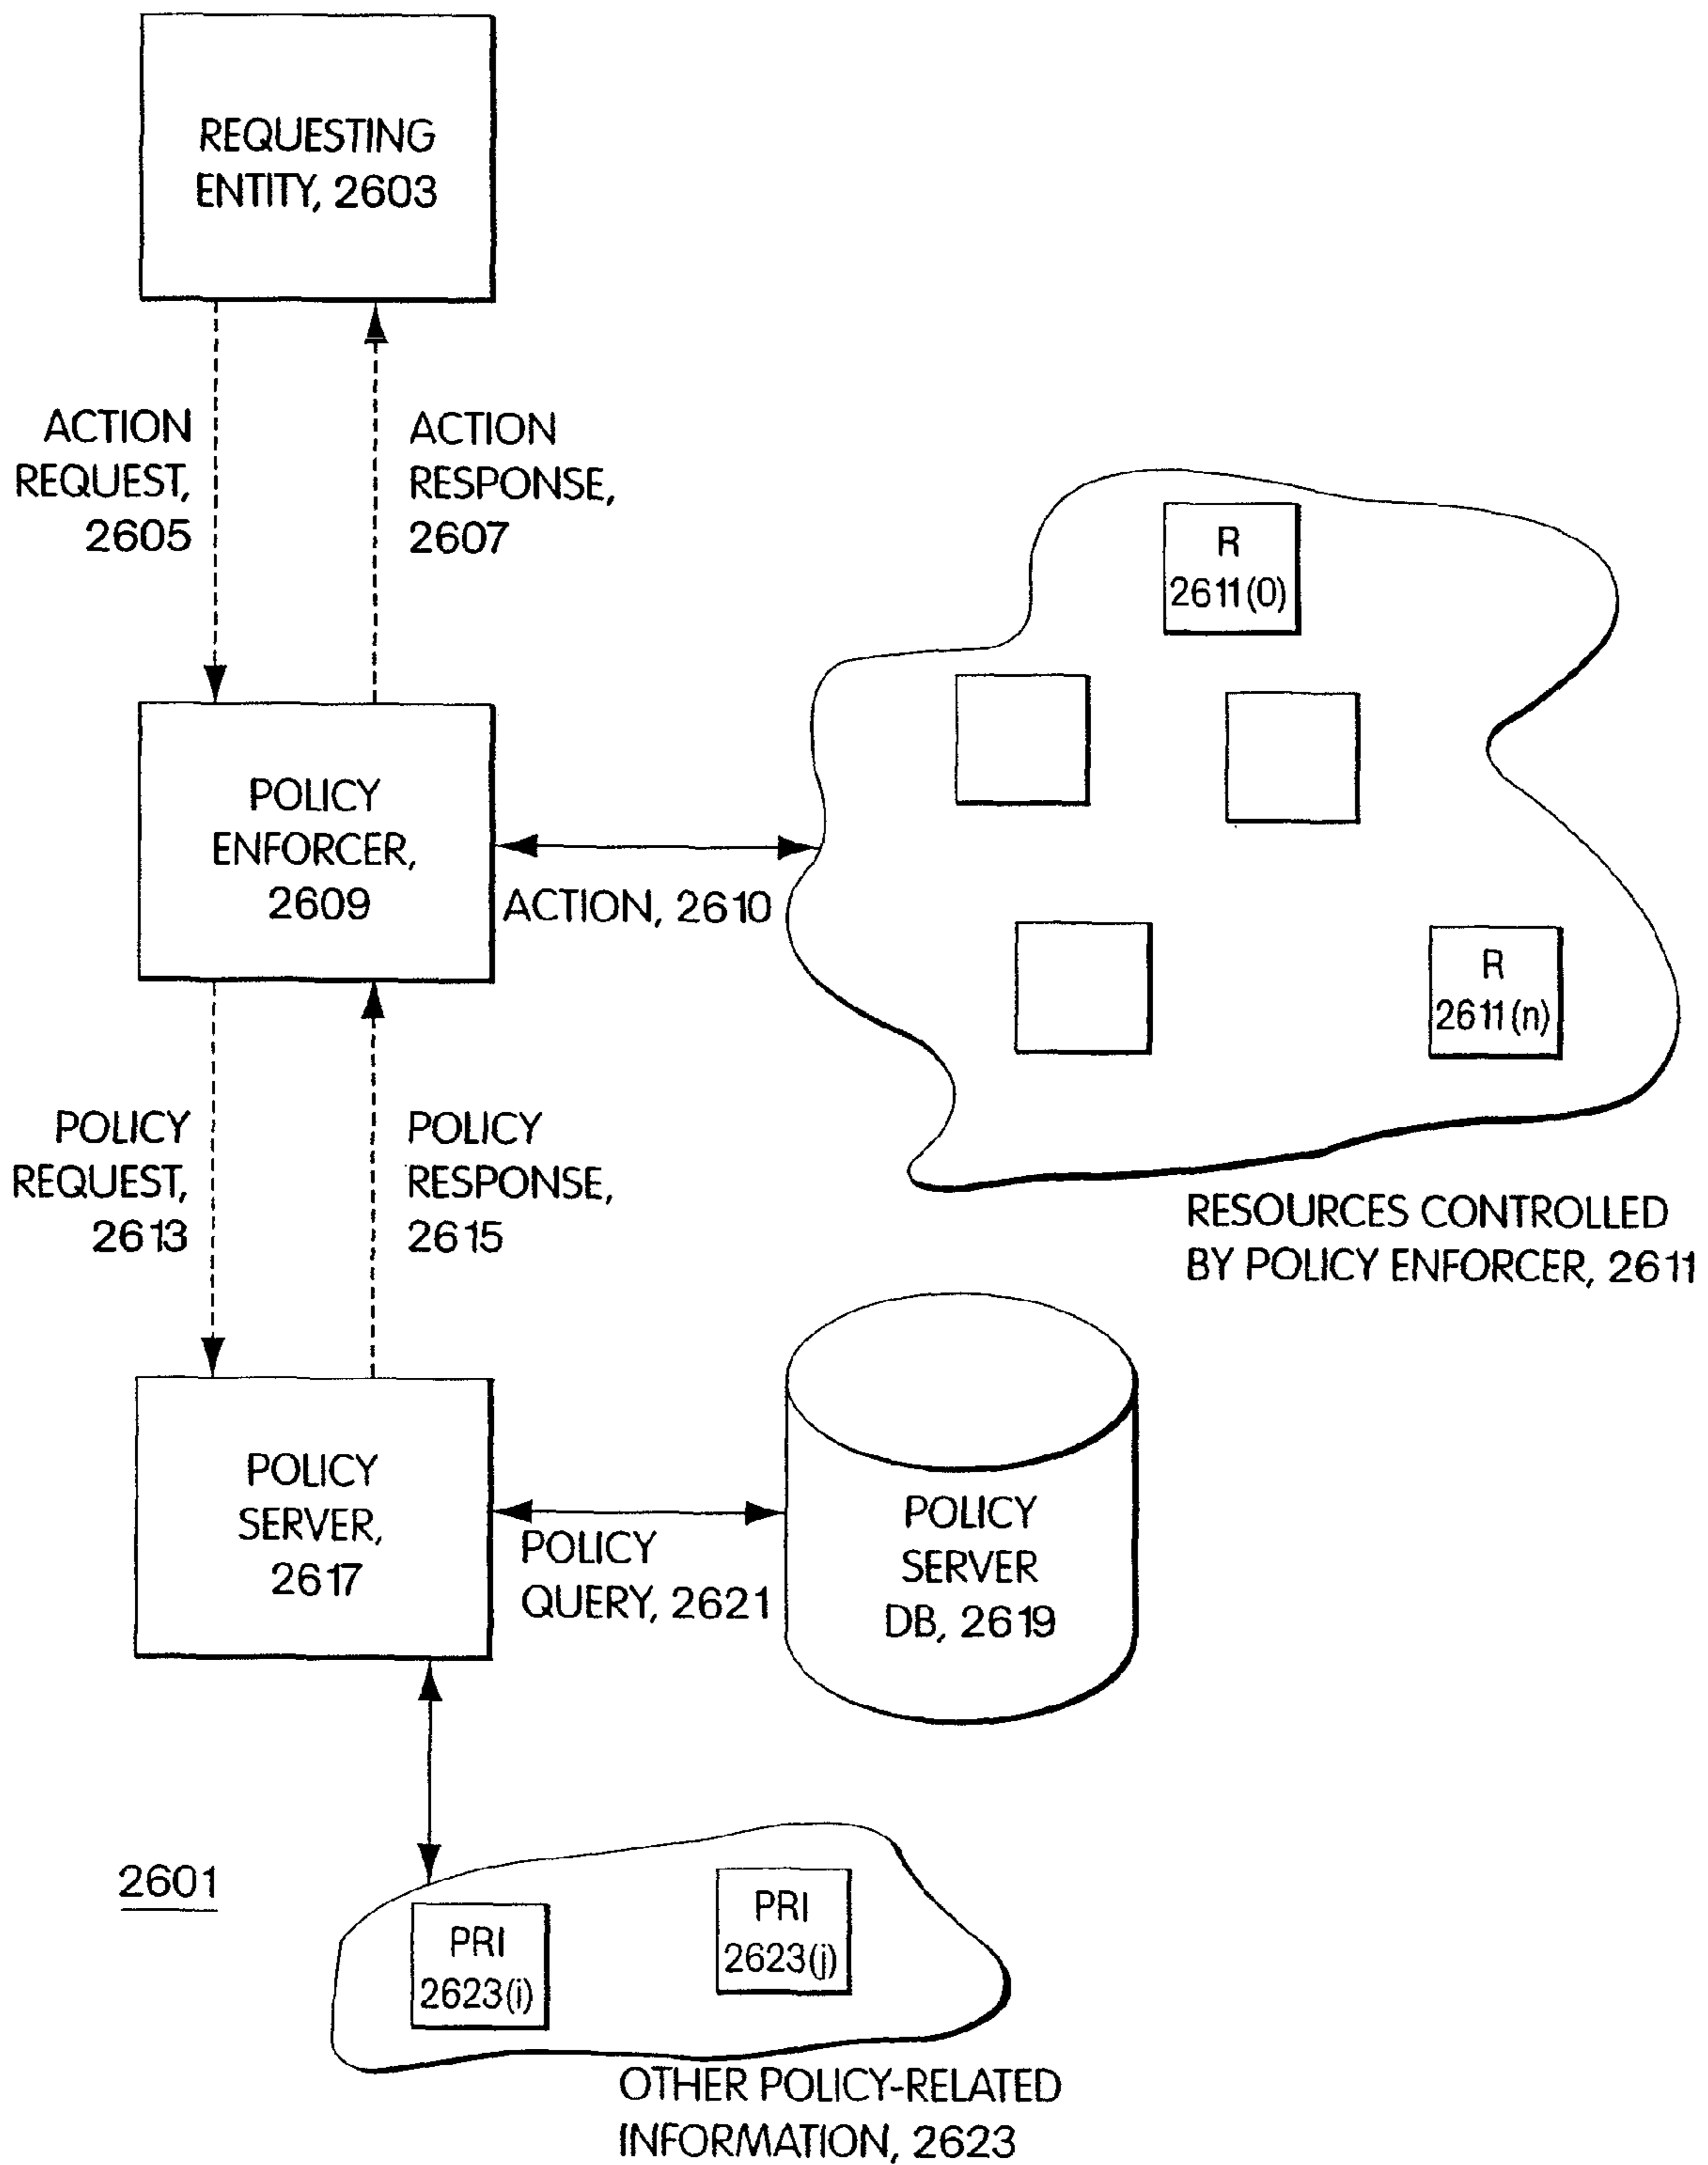 REQUESTING
ENTITY, 2603
ACTION
REQUEST,
2605
ACTION
RESPONSE,
2607
R
2611(0)
POLICY
ENFORCER,
2609
ACTION, 2610
R
2611(n)
POLICY
REQUEST,
2613
POLICY
RESPONSE,
2615
RESOURCES CONTROLLED
BY POLICY ENFORCER, 2611
POLICY
SERVER,
2617
POLICY
QUERY, 2621
POLICY
SERVER
DB, 2619
2601
PRI
2623(i)
PRI
2623(j)
OTHER POLICY-RELATED
INFORMATION, 2623